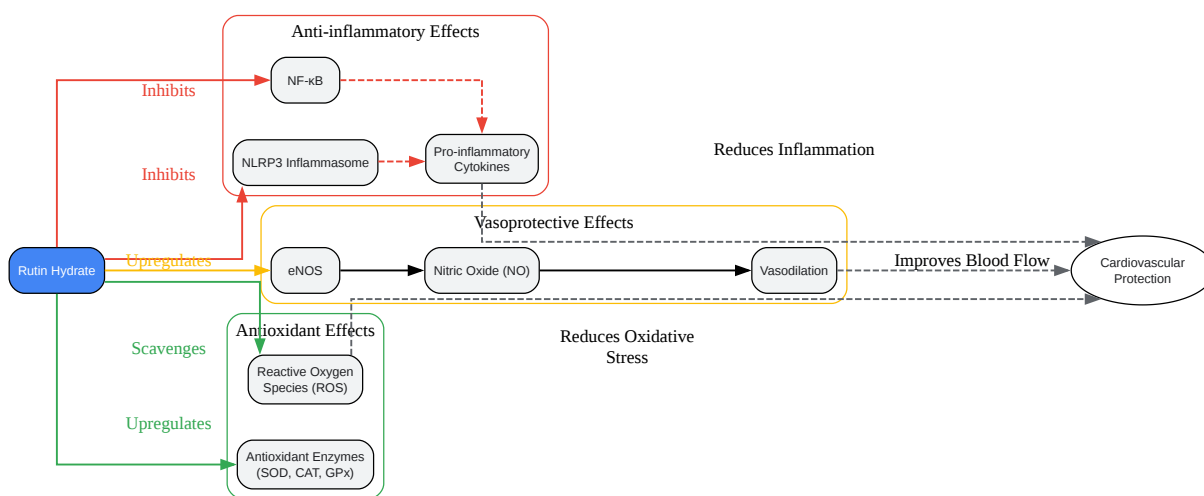 Anti-inflammatory Effects
NF-κB
Inhibits
Pro-inflammatory
Cytokines
NLRP3 Inflammasome
Reduces Inflammation
Inhibits
Vasoprotective Effects
Rutin Hydrate
Upregulates
eNOS
Nitric Oxide (NO)
Vasodilation
Improves Blood Flow
Cardiovascular
Protection
Antioxidant Effects
Reduces Oxidative
Stress
Scavenges
Reactive Oxygen
Species (ROS)
Upregulates
Antioxidant Enzymes
(SOD, CAT, GPx)